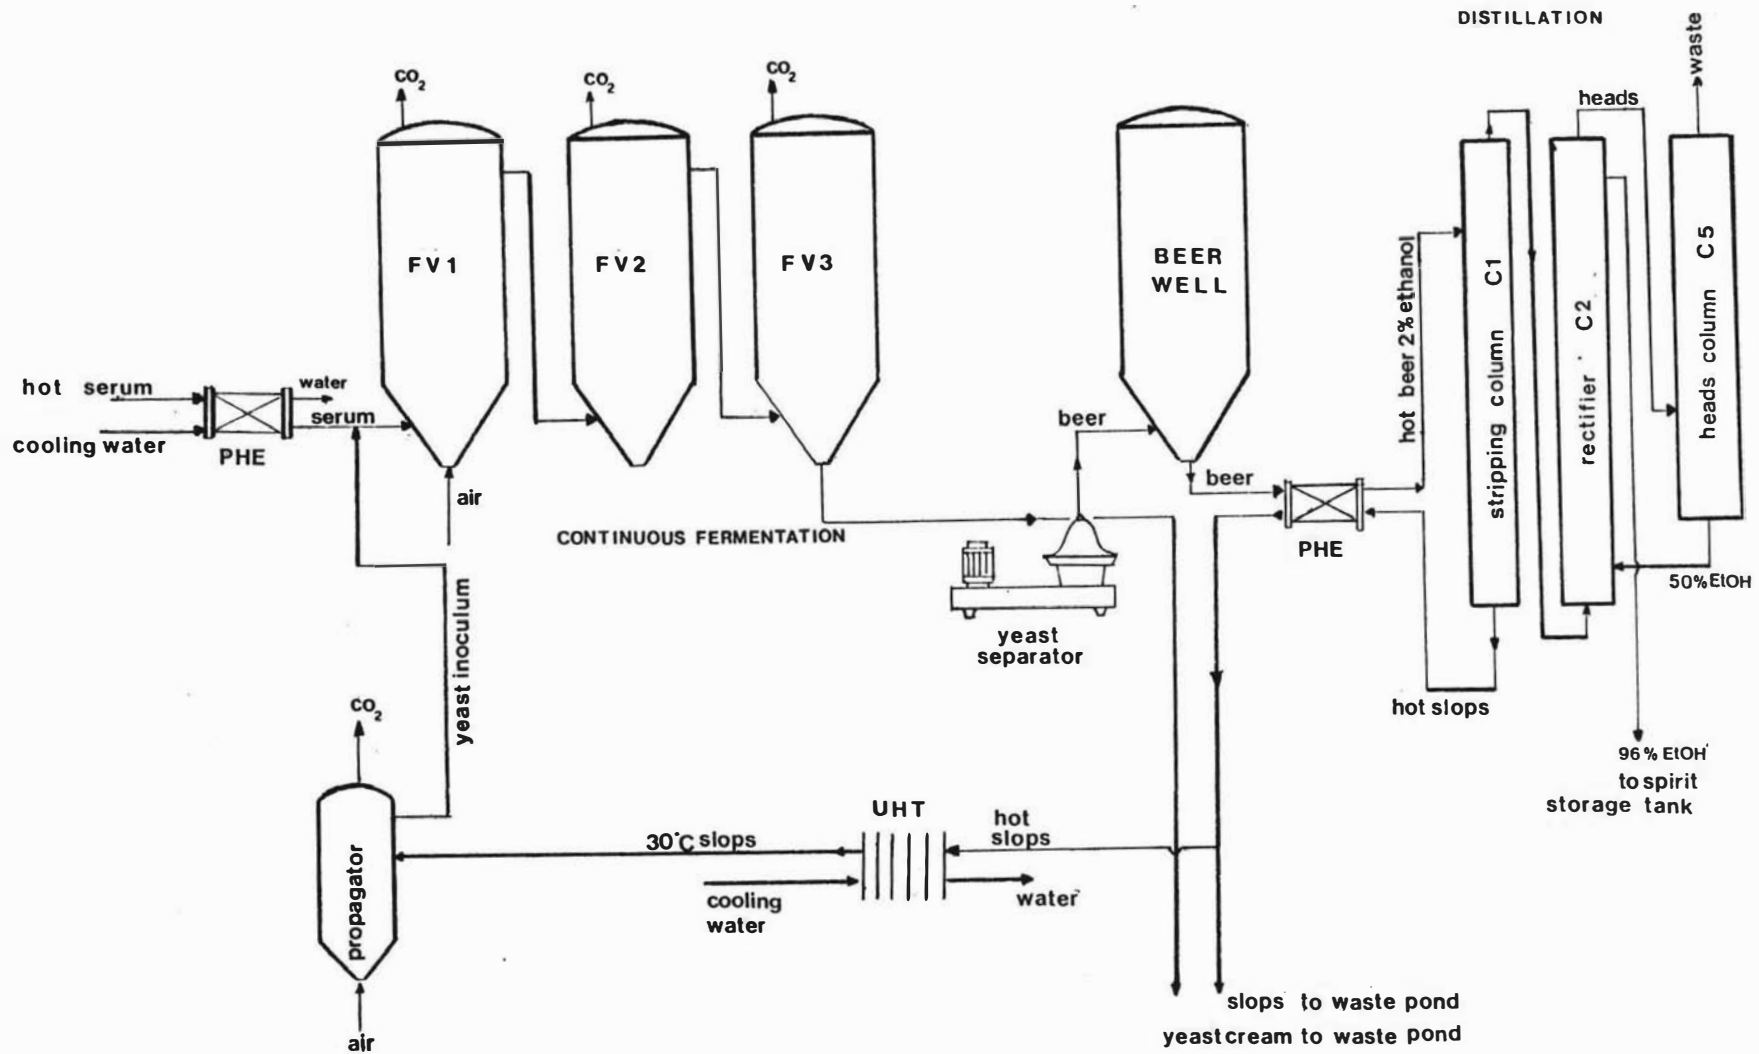 DISTILLATION
waste
CO2
CO2
CO2
heads
FV1
FV2
FV3
BEER
WELL
hot beer 2% ethanol
stripping column C1
rectifier C2
heads column C5
hot serum
water
serum
cooling water
PHE
air
beer
beer
CONTINUOUS FERMENTATION
PHE
50% EtOH
yeast
separator
yeast inoculum
hot slops
CO2
96% EtOH
to spirit
storage tank
UHT
hot
slops
30°C slops
cooling
water
water
propagator
slops to waste pond
yeast cream to waste pond
air